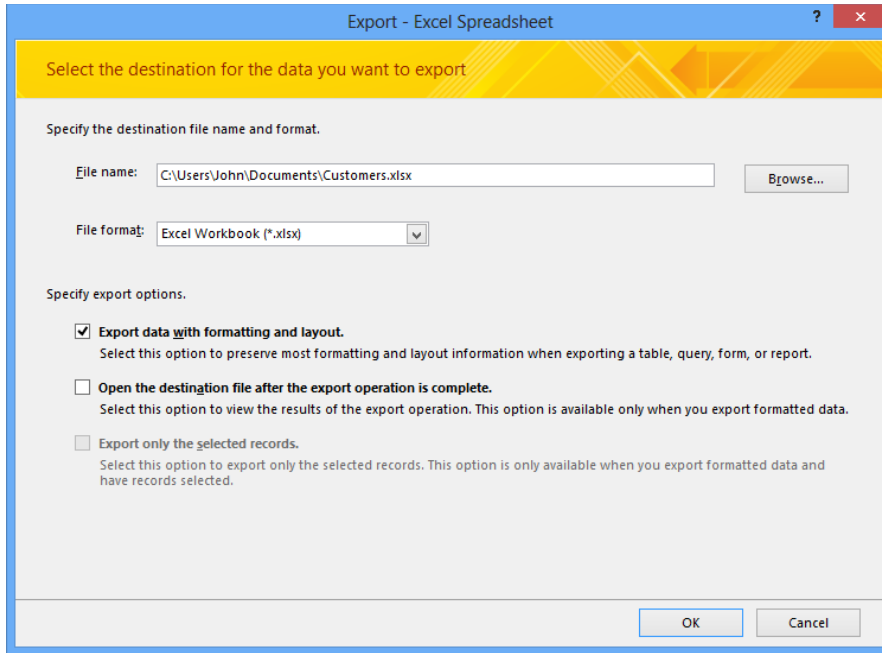 Export - Excel Spreadsheet
?
Select the destination for the data you want to export
Specify the destination file name and format.
File name:
C:\Users\John\Documents\Customers.xlsx
Browse...
File format:
Excel Workbook (*.xlsx)
Specify export options.
Export data with formatting and layout.
Select this option to preserve most formatting and layout information when exporting a table, query, form, or report.
Open the destination file after the export operation is complete.
Select this option to view the results of the export operation. This option is available only when you export formatted data.
Export only the selected records.
Select this option to export only the selected records. This option is only available when you export formatted data and
have records selected.
OK
Cancel